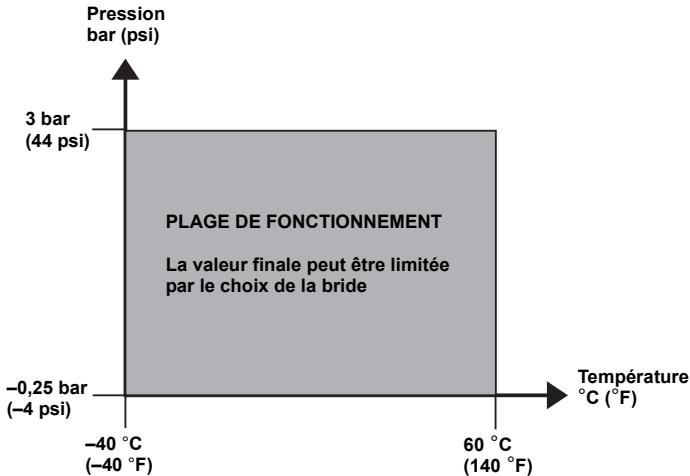 Pression
bar (psi)
3 bar
(44 psi)
PLAGE DE FONCTIONNEMENT
La valeur finale peut être limitée
par le choix de la bride
–0,25 bar
(–4 psi)
Température
°C (°F)
–40 °C
(–40 °F)
60 °C
(140 °F)